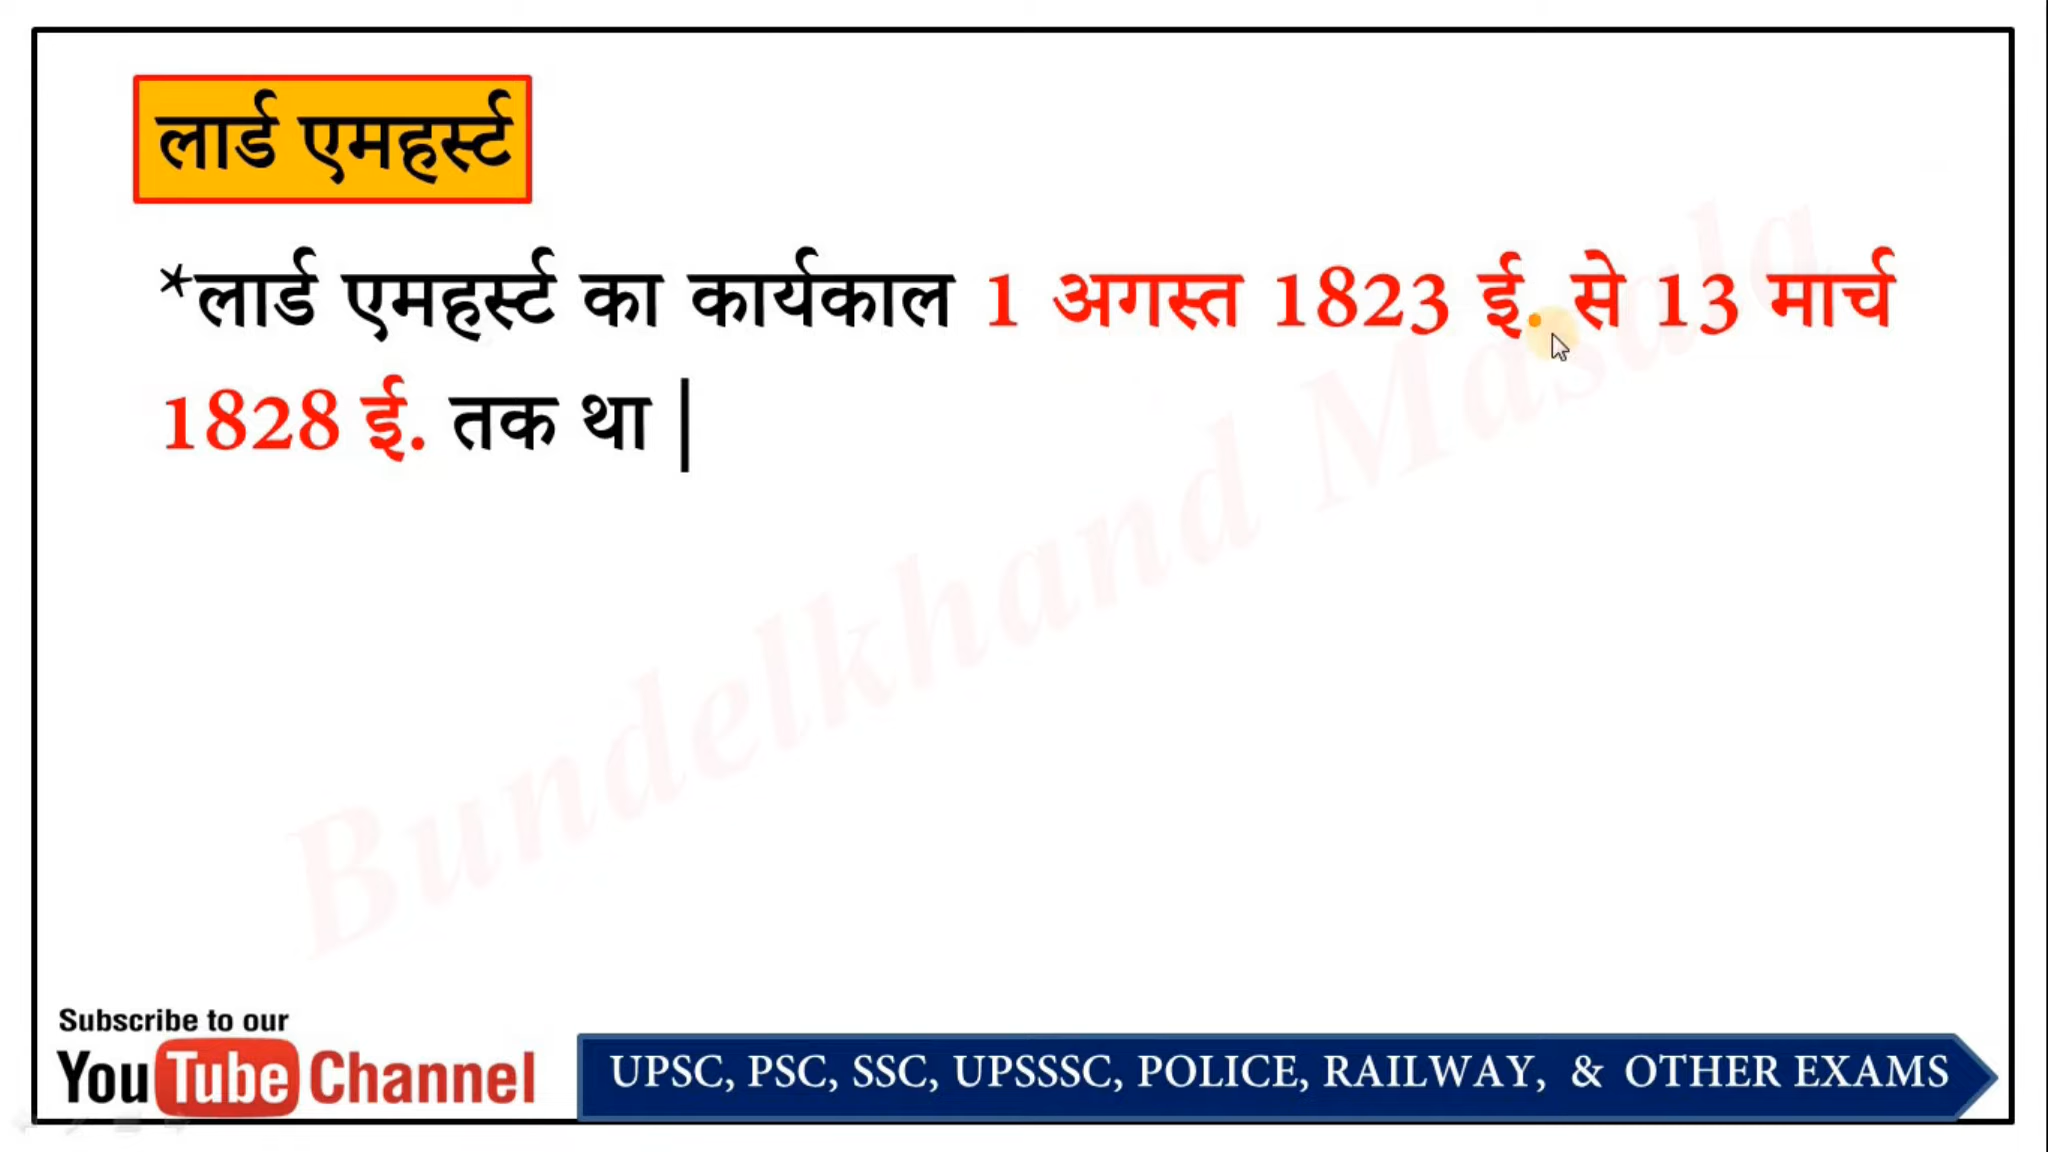 लार्ड एमहर्स्ट
*लार्ड एमहर्स्ट का कार्यकाल 1 अगस्त 1823 ई. से 13 मार्च
1828 ई. तक था |
Bundelkhand Masala
Subscribe to our
YouTube Channel
UPSC, PSC, SSC, UPSSSC, POLICE, RAILWAY, & OTHER EXAMS